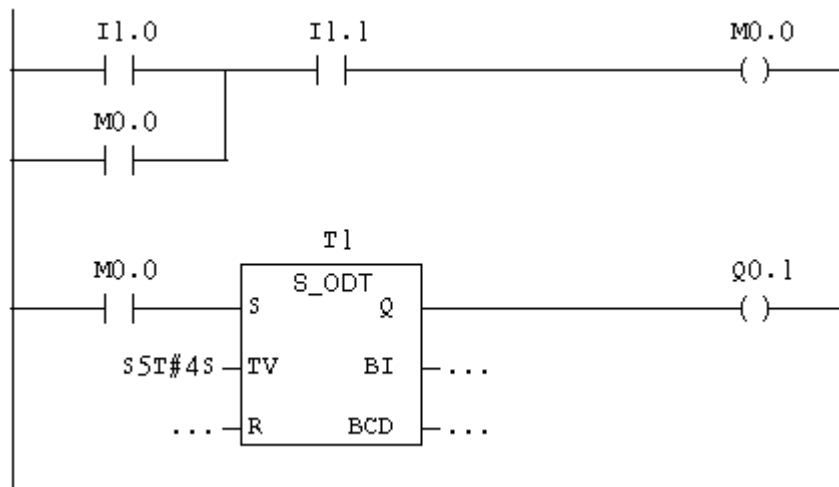 I1.0 I1.1 M0.0
M0.0
T1
M0.0 S_ODT Q0.1
S Q
S5T#4S TV BI ...
... R BCD ...